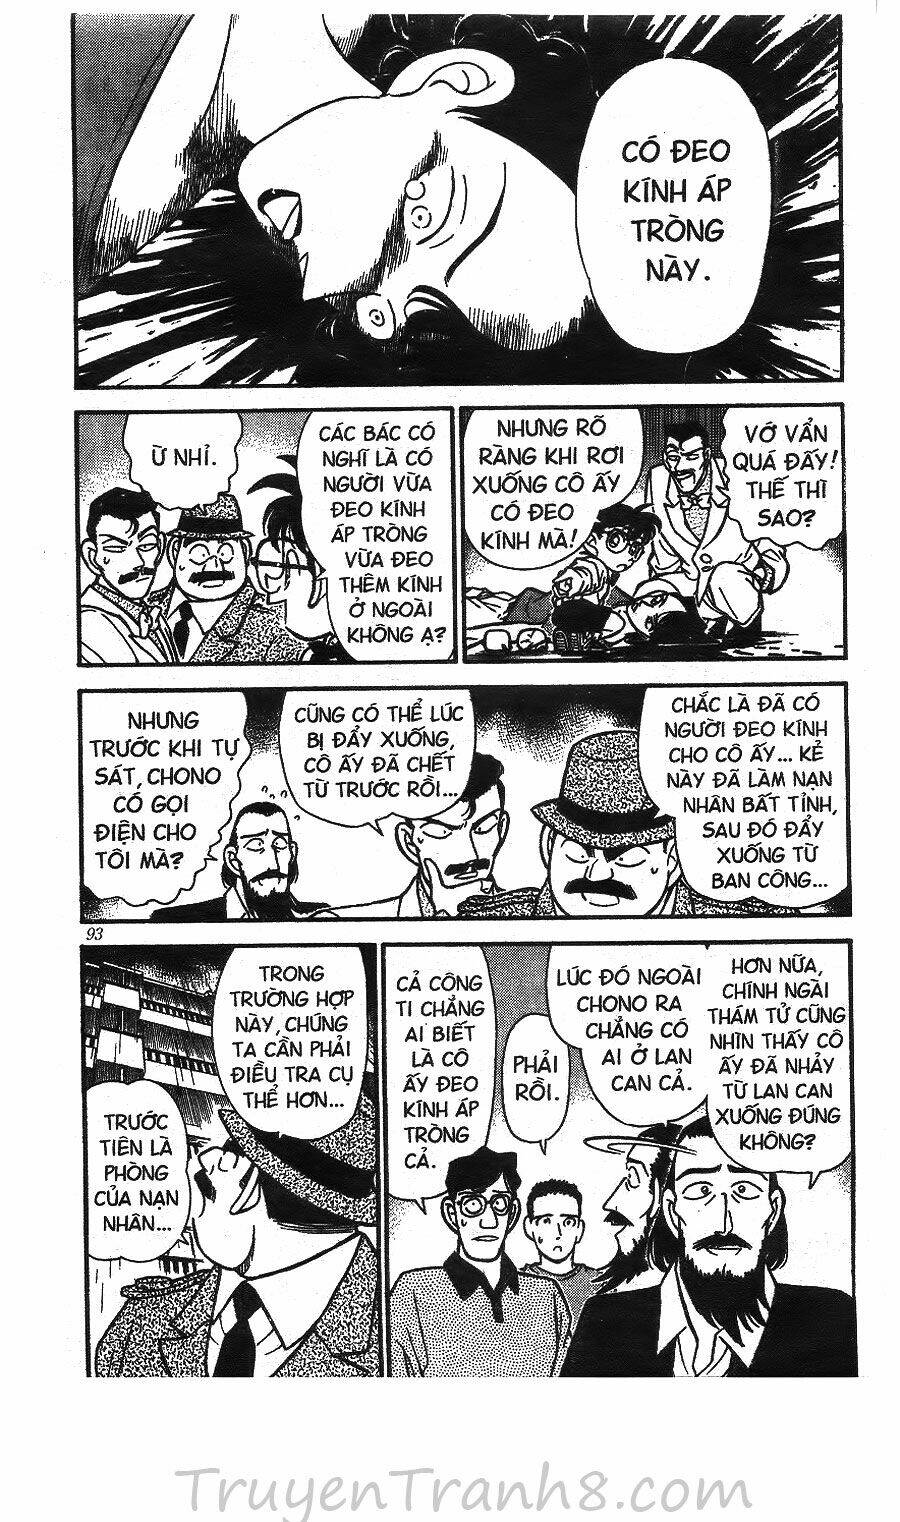 CÓ ĐEO
KÍNH ÁP
TRÒNG
NÀY.
VỚ VẨN
QUÁ ĐẤY!
THẾ THÌ
SAO?
NHƯNG RÕ
RÀNG KHI RƠI
XUỐNG CÔ ẤY
CÓ ĐEO
KÍNH MÀ!
CÁC BÁC CÓ
NGHĨ LÀ CÓ
NGƯỜI VỪA
ĐEO KÍNH
ÁP TRÒNG
VỪA ĐEO
THÊM KÍNH
Ở NGOÀI
KHÔNG Ạ?
Ừ NHỈ.
CHẮC LÀ ĐÃ CÓ
NGƯỜI ĐEO KÍNH
CHO CÔ ẤY... KẺ
NÀY ĐÃ LÀM NẠN
NHÂN BẤT TỈNH,
SAU ĐÓ ĐẨY
XUỐNG TỪ
BAN CÔNG...
CŨNG CÓ THỂ LÚC
BỊ ĐẨY XUỐNG,
CÔ ẤY ĐÃ CHẾT
TỪ TRƯỚC RỒI...
NHƯNG
TRƯỚC KHI TỰ
SÁT, CHONO
CÓ GỌI
ĐIỆN CHO
TÔI MÀ?
93
HƠN NỮA,
CHÍNH NGÀI
THÁM TỬ CŨNG
NHÌN THẤY CÔ
ẤY ĐÃ NHẢY
TỪ LAN CAN
XUỐNG ĐÚNG
KHÔNG?
LÚC ĐÓ NGOÀI
CHONO RA
CHẲNG CÓ
AI Ở LAN
CAN CẢ.
PHẢI
RỒI.
CẢ CÔNG
TI CHẲNG
AI BIẾT
LÀ CÔ
ẤY ĐEO
KÍNH ÁP
TRÒNG
CẢ.
TRONG
TRƯỜNG HỢP
NÀY, CHÚNG
TA CẦN PHẢI
ĐIỀU TRA CỤ
THỂ HƠN...
TRƯỚC
TIÊN LÀ
PHÒNG
CỦA NẠN
NHÂN...
TruyenTranh8.com